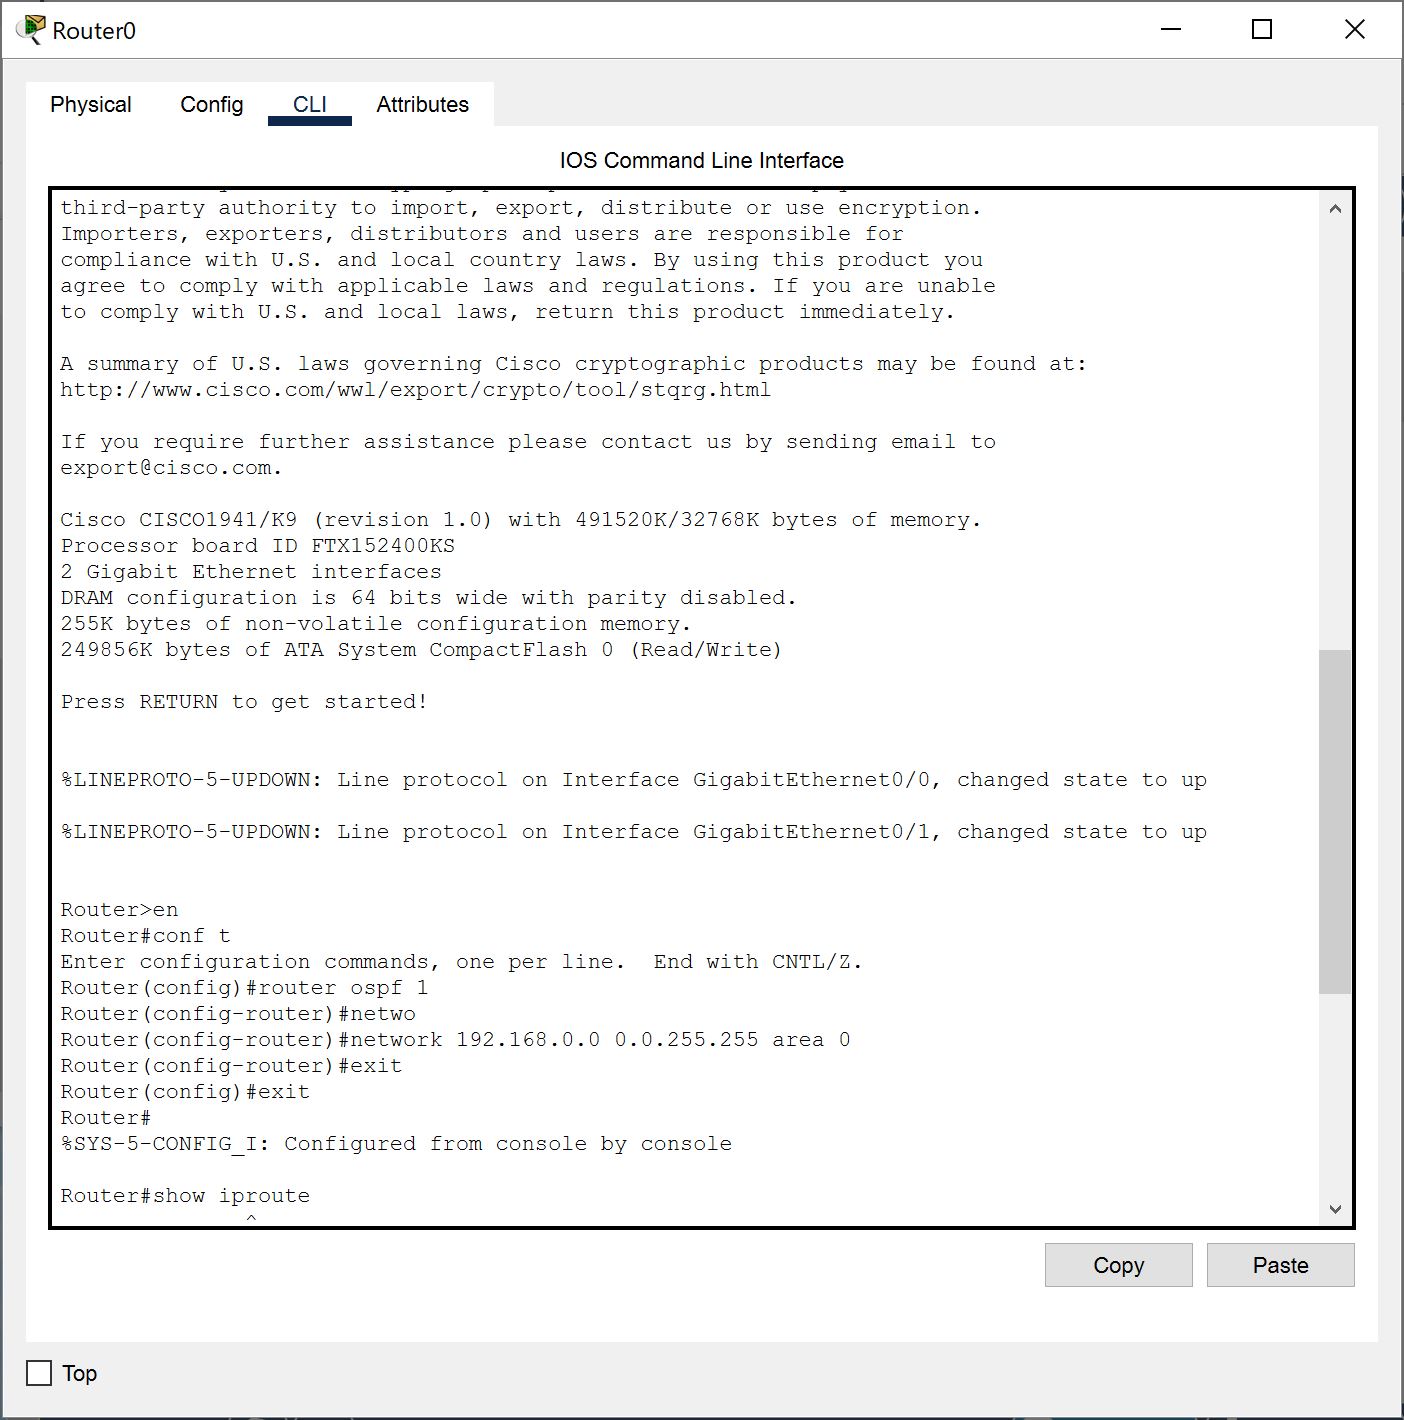 Router0
Physical Config CLI Attributes
IOS Command Line Interface
third-party authority to import, export, distribute or use encryption.
Importers, exporters, distributors and users are responsible for
compliance with U.S. and local country laws. By using this product you
agree to comply with applicable laws and regulations. If you are unable
to comply with U.S. and local laws, return this product immediately.
A summary of U.S. laws governing Cisco cryptographic products may be found at:
http://www.cisco.com/wwl/export/crypto/tool/stqrg.html
If you require further assistance please contact us by sending email to
export@cisco.com.
Cisco CISCO1941/K9 (revision 1.0) with 491520K/32768K bytes of memory.
Processor board ID FTX152400KS
2 Gigabit Ethernet interfaces
DRAM configuration is 64 bits wide with parity disabled.
255K bytes of non-volatile configuration memory.
249856K bytes of ATA System CompactFlash 0 (Read/Write)
Press RETURN to get started!
%LINEPROTO-5-UPDOWN: Line protocol on Interface GigabitEthernet0/0, changed state to up
%LINEPROTO-5-UPDOWN: Line protocol on Interface GigabitEthernet0/1, changed state to up
Router>en
Router#conf t
Enter configuration commands, one per line.  End with CNTL/Z.
Router(config)#router ospf 1
Router(config-router)#netwo
Router(config-router)#network 192.168.0.0 0.0.255.255 area 0
Router(config-router)#exit
Router(config)#exit
Router#
%SYS-5-CONFIG_I: Configured from console by console
Router#show iproute
^
Copy Paste
Top